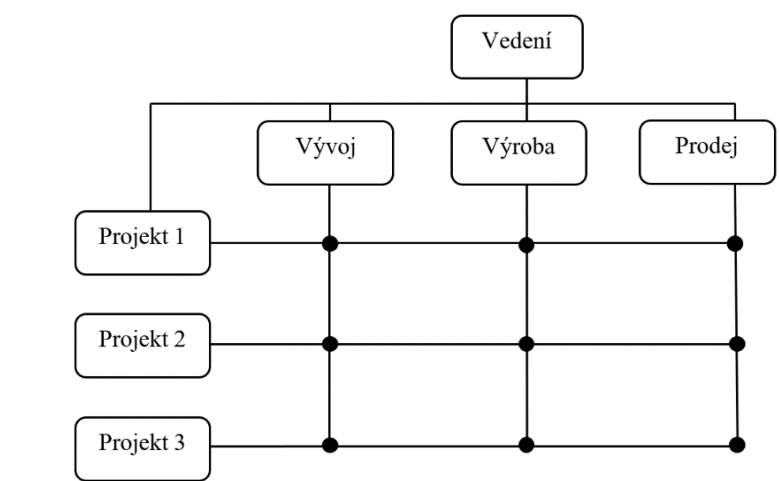 Vedení
Vývoj
Výroba
Prodej
Projekt 1
Projekt 2
Projekt 3